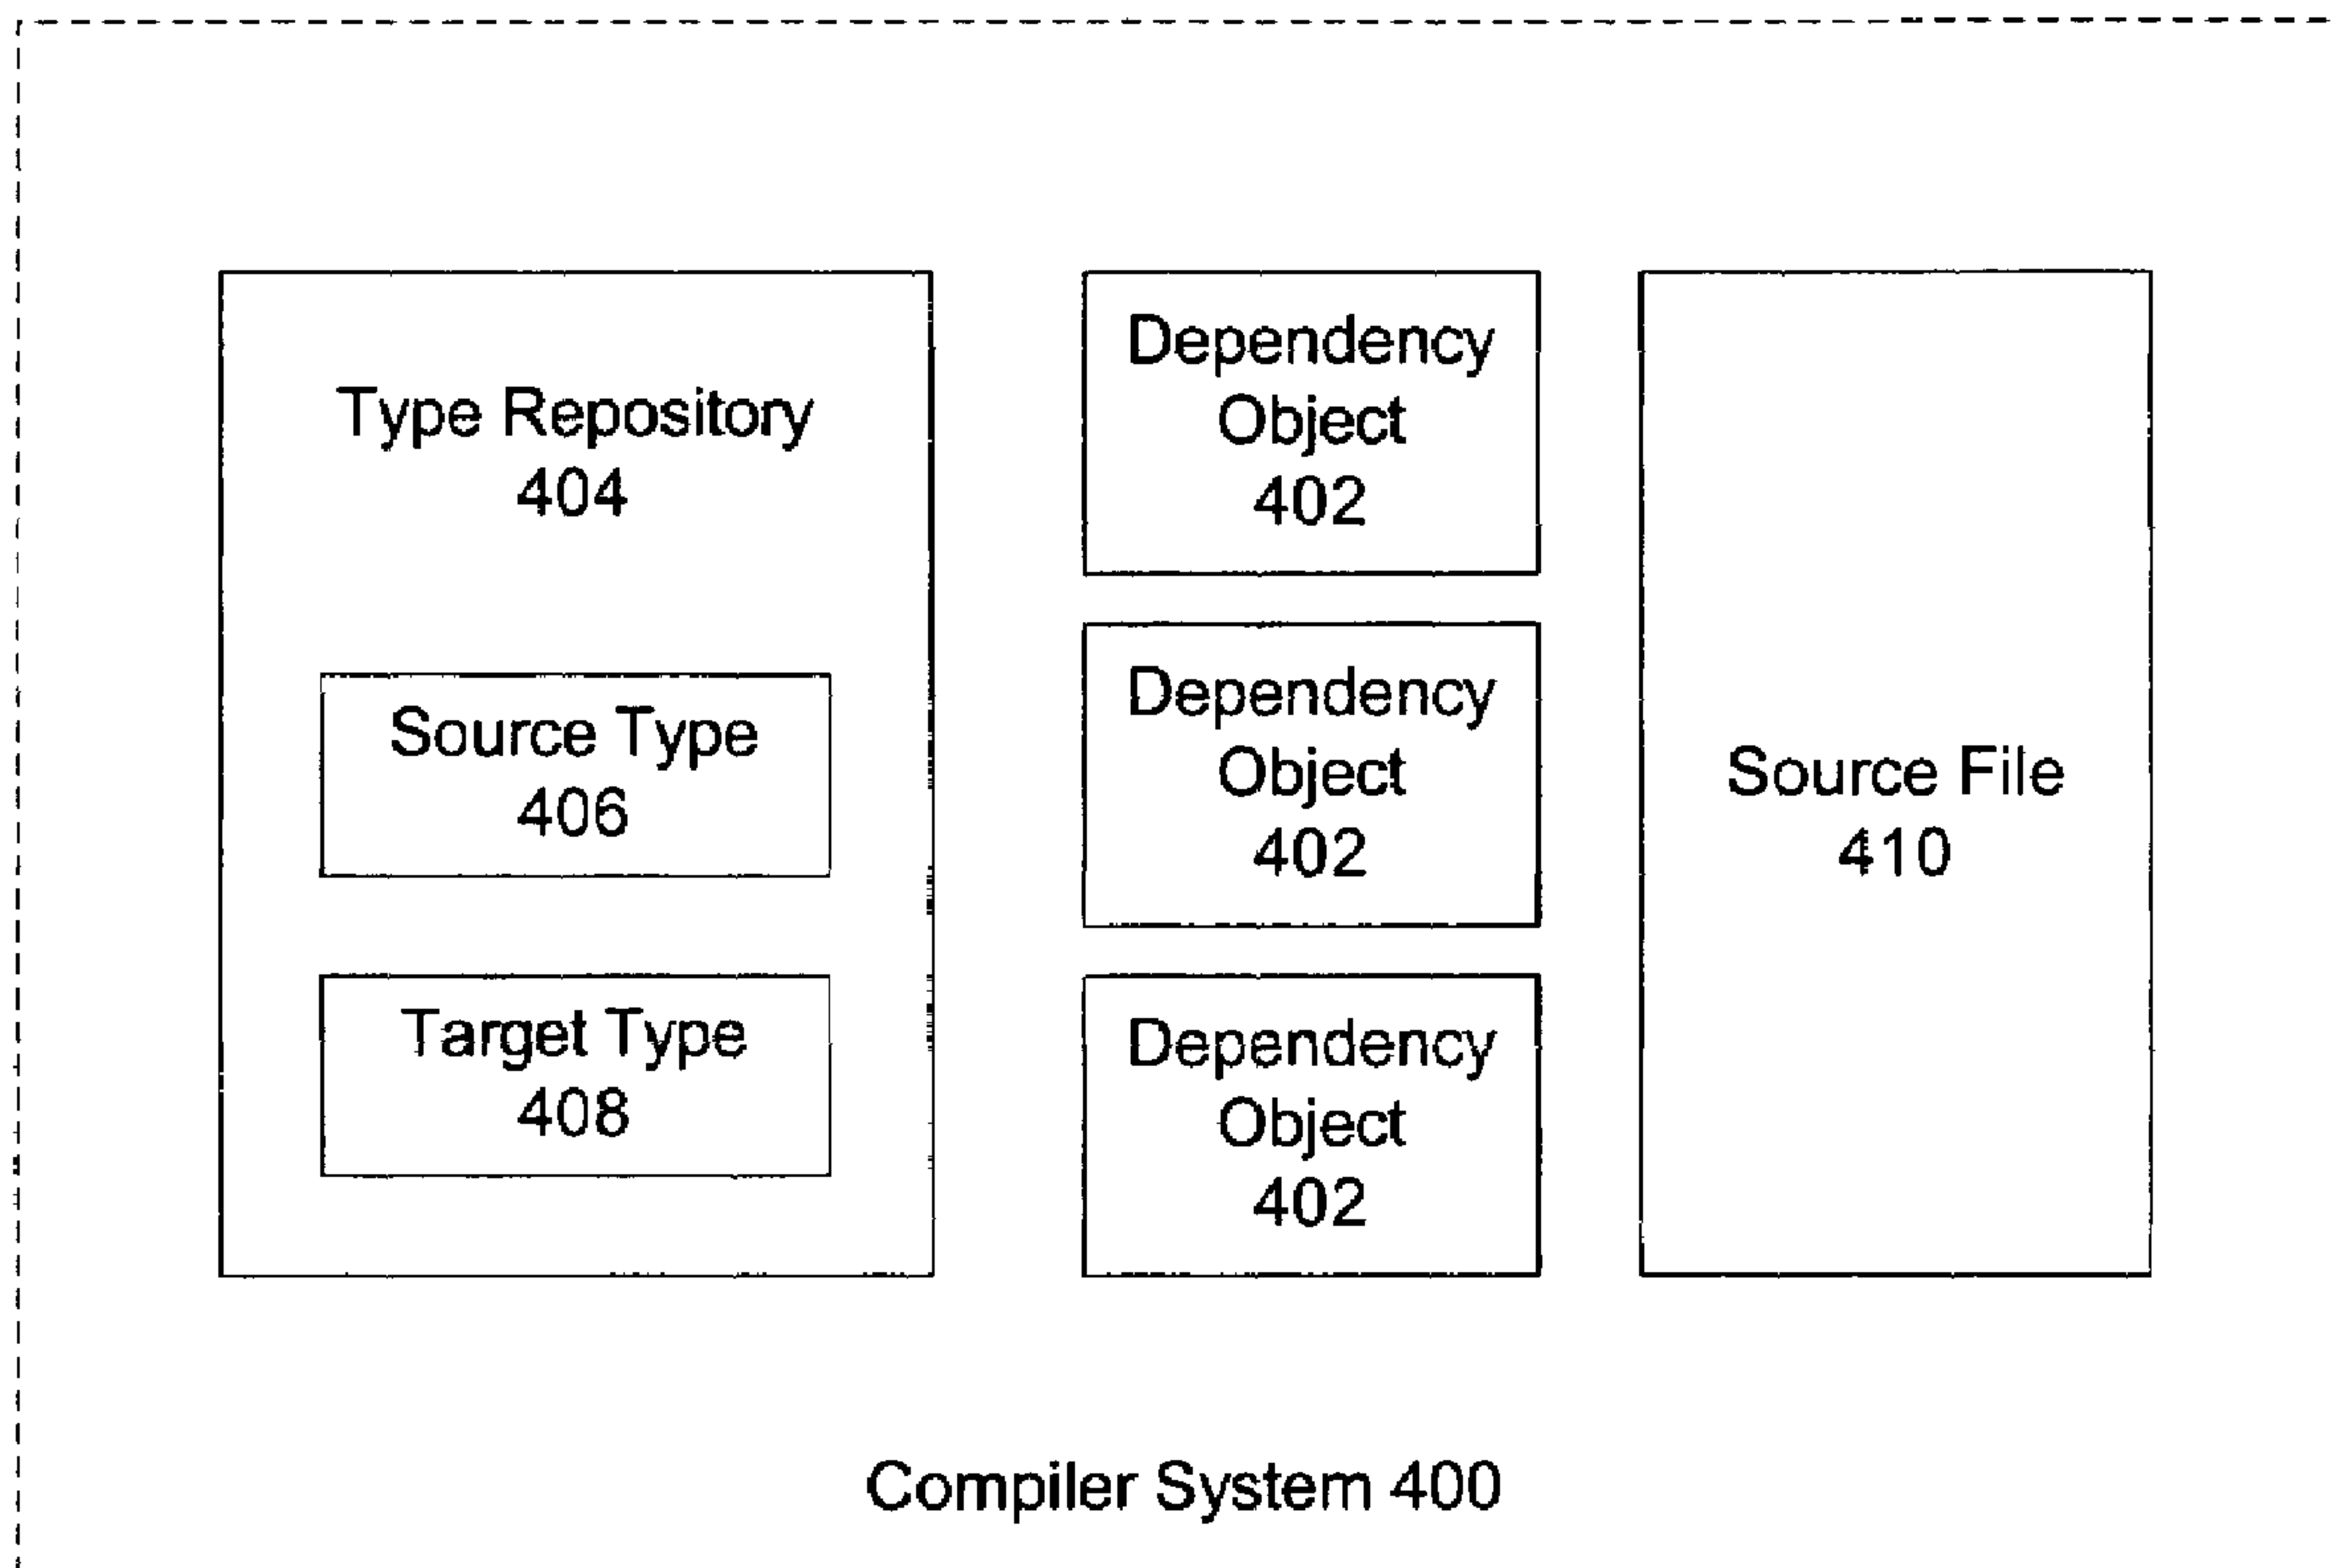 Type Repository
404
Source Type
406
Target Type
408
Dependency
Object
402
Dependency
Object
402
Dependency
Object
402
Source File
410
Compiler System 400